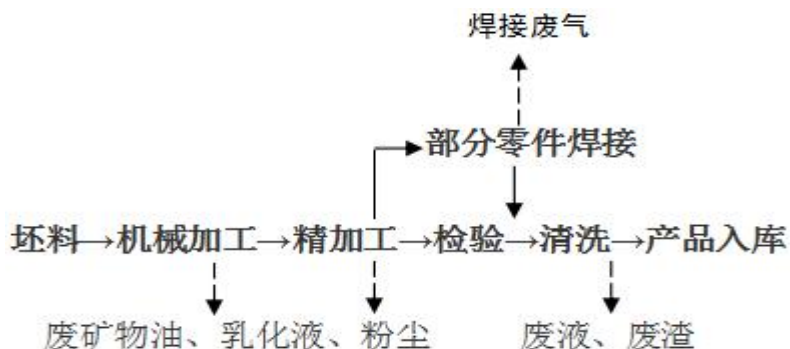 焊接废气
部分零件焊接
坯料→机械加工→精加工→检验→清洗→产品入库
废矿物油、乳化液、粉尘 废液、废渣